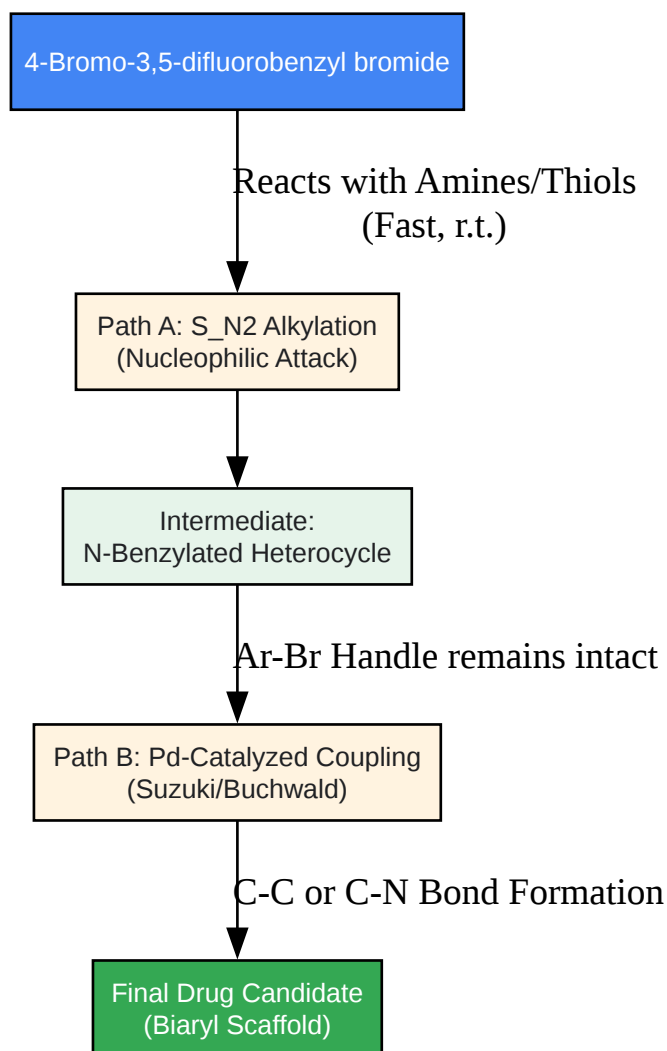 4-Bromo-3,5-difluorobenzyl bromide
Reacts with Amines/Thiols
(Fast, r.t.)
Path A: S_N2 Alkylation
(Nucleophilic Attack)
Intermediate:
N-Benzylated Heterocycle
Ar-Br Handle remains intact
Path B: Pd-Catalyzed Coupling
(Suzuki/Buchwald)
C-C or C-N Bond Formation
Final Drug Candidate
(Biaryl Scaffold)